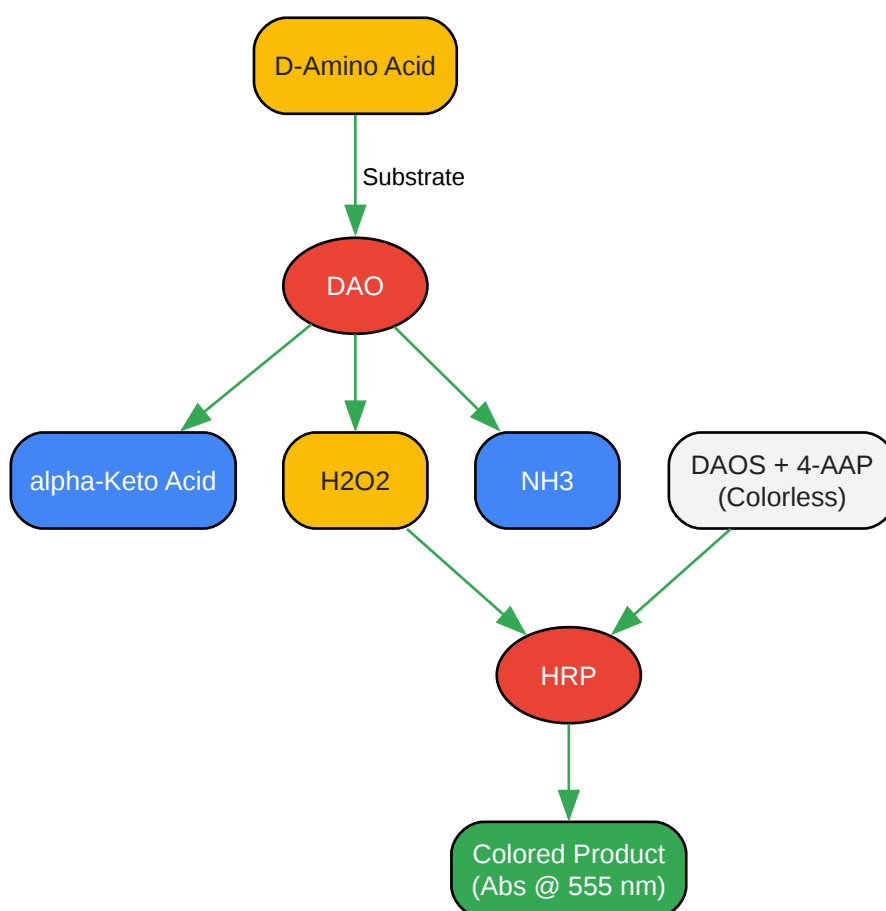 D-Amino Acid
Substrate
DAO
alpha-Keto Acid
H2O2
NH3
DAOS + 4-AAP
(Colorless)
HRP
Colored Product
(Abs @ 555 nm)